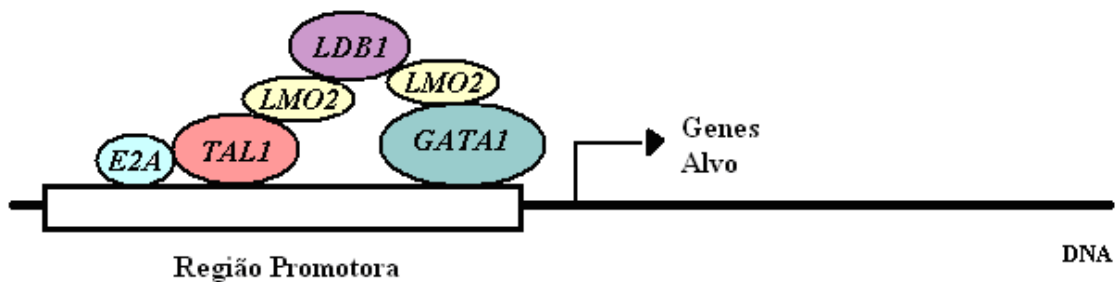 LDB1
LMO2
LMO2
E2A
TAL1
GATA1
Genes
Alvo
Região Promotora
DNA